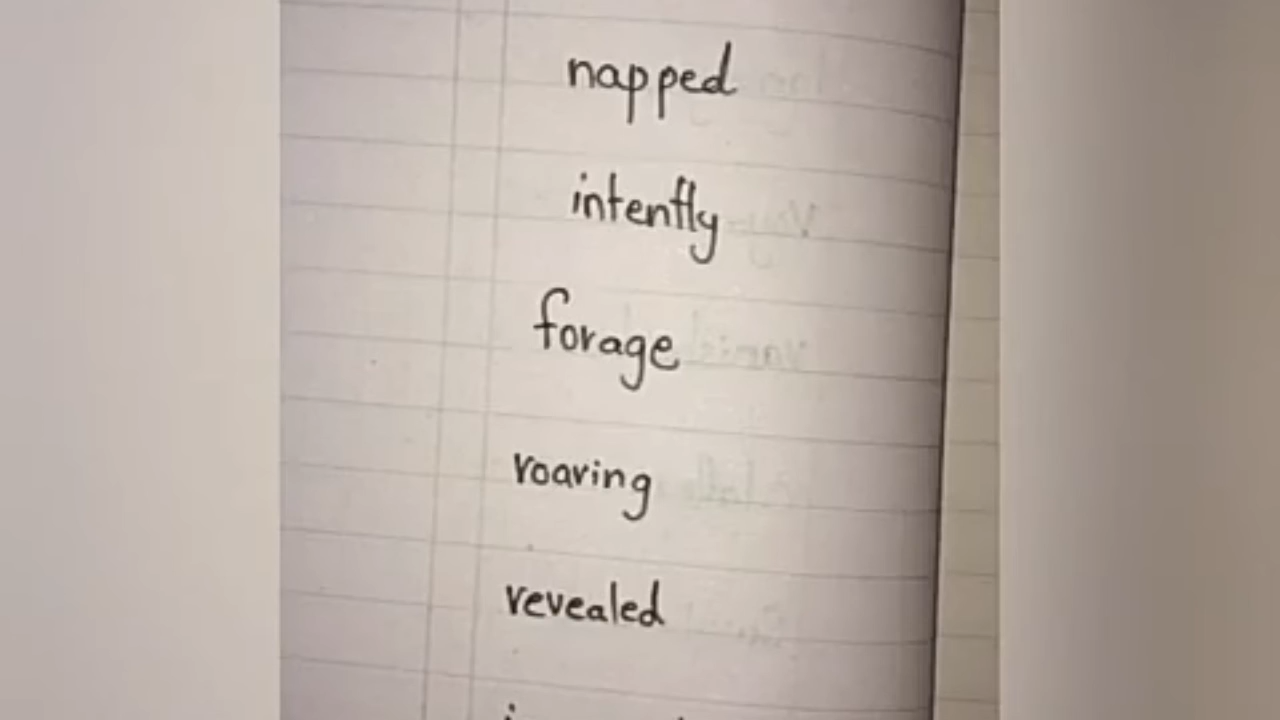 napped
intently
forage
roaring
revealed